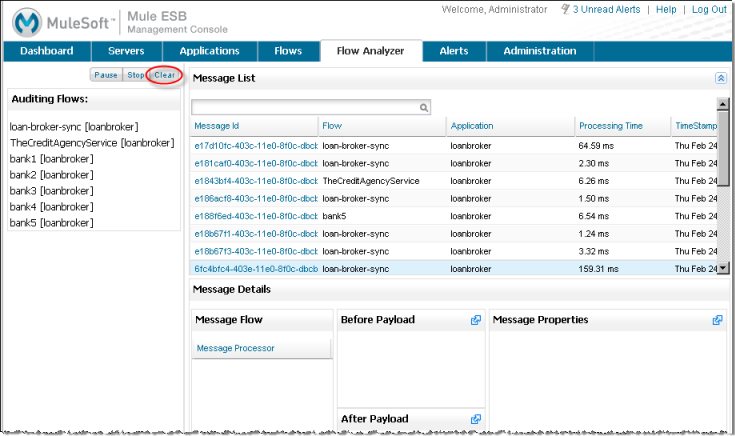 MuleSoft™
Mule ESB
Management Console
Welcome, Administrator 3 Unread Alerts | Help | Log Out
Dashboard Servers Applications Flows Flow Analyzer Alerts Administration
Pause Stop Clear
Auditing Flows:
loan-broker-sync [loanbroker]
TheCreditAgencyService [loanbroker]
bank1 [loanbroker]
bank2 [loanbroker]
bank3 [loanbroker]
bank4 [loanbroker]
bank5 [loanbroker]
Message List
Message Id Flow Application Processing Time TimeStamp
e17d10fc-403c-11e0-8f0c-dbcb loan-broker-sync loanbroker 64.59 ms Thu Feb 24
e181caf0-403c-11e0-8f0c-dbcb loan-broker-sync loanbroker 2.30 ms Thu Feb 24
e1843bf4-403c-11e0-8f0c-dbcb TheCreditAgencyService loanbroker 6.26 ms Thu Feb 24
e186acf8-403c-11e0-8f0c-dbcb loan-broker-sync loanbroker 1.50 ms Thu Feb 24
e188f6ed-403c-11e0-8f0c-dbcb bank5 loanbroker 6.54 ms Thu Feb 24
e18b67f1-403c-11e0-8f0c-dbcb loan-broker-sync loanbroker 1.24 ms Thu Feb 24
e18b67f3-403c-11e0-8f0c-dbcb loan-broker-sync loanbroker 3.32 ms Thu Feb 24
6fc4bfc4-403e-11e0-8f0c-dbcb loan-broker-sync loanbroker 159.31 ms Thu Feb 24
Message Details
Message Flow
Message Processor
Before Payload
After Payload
Message Properties